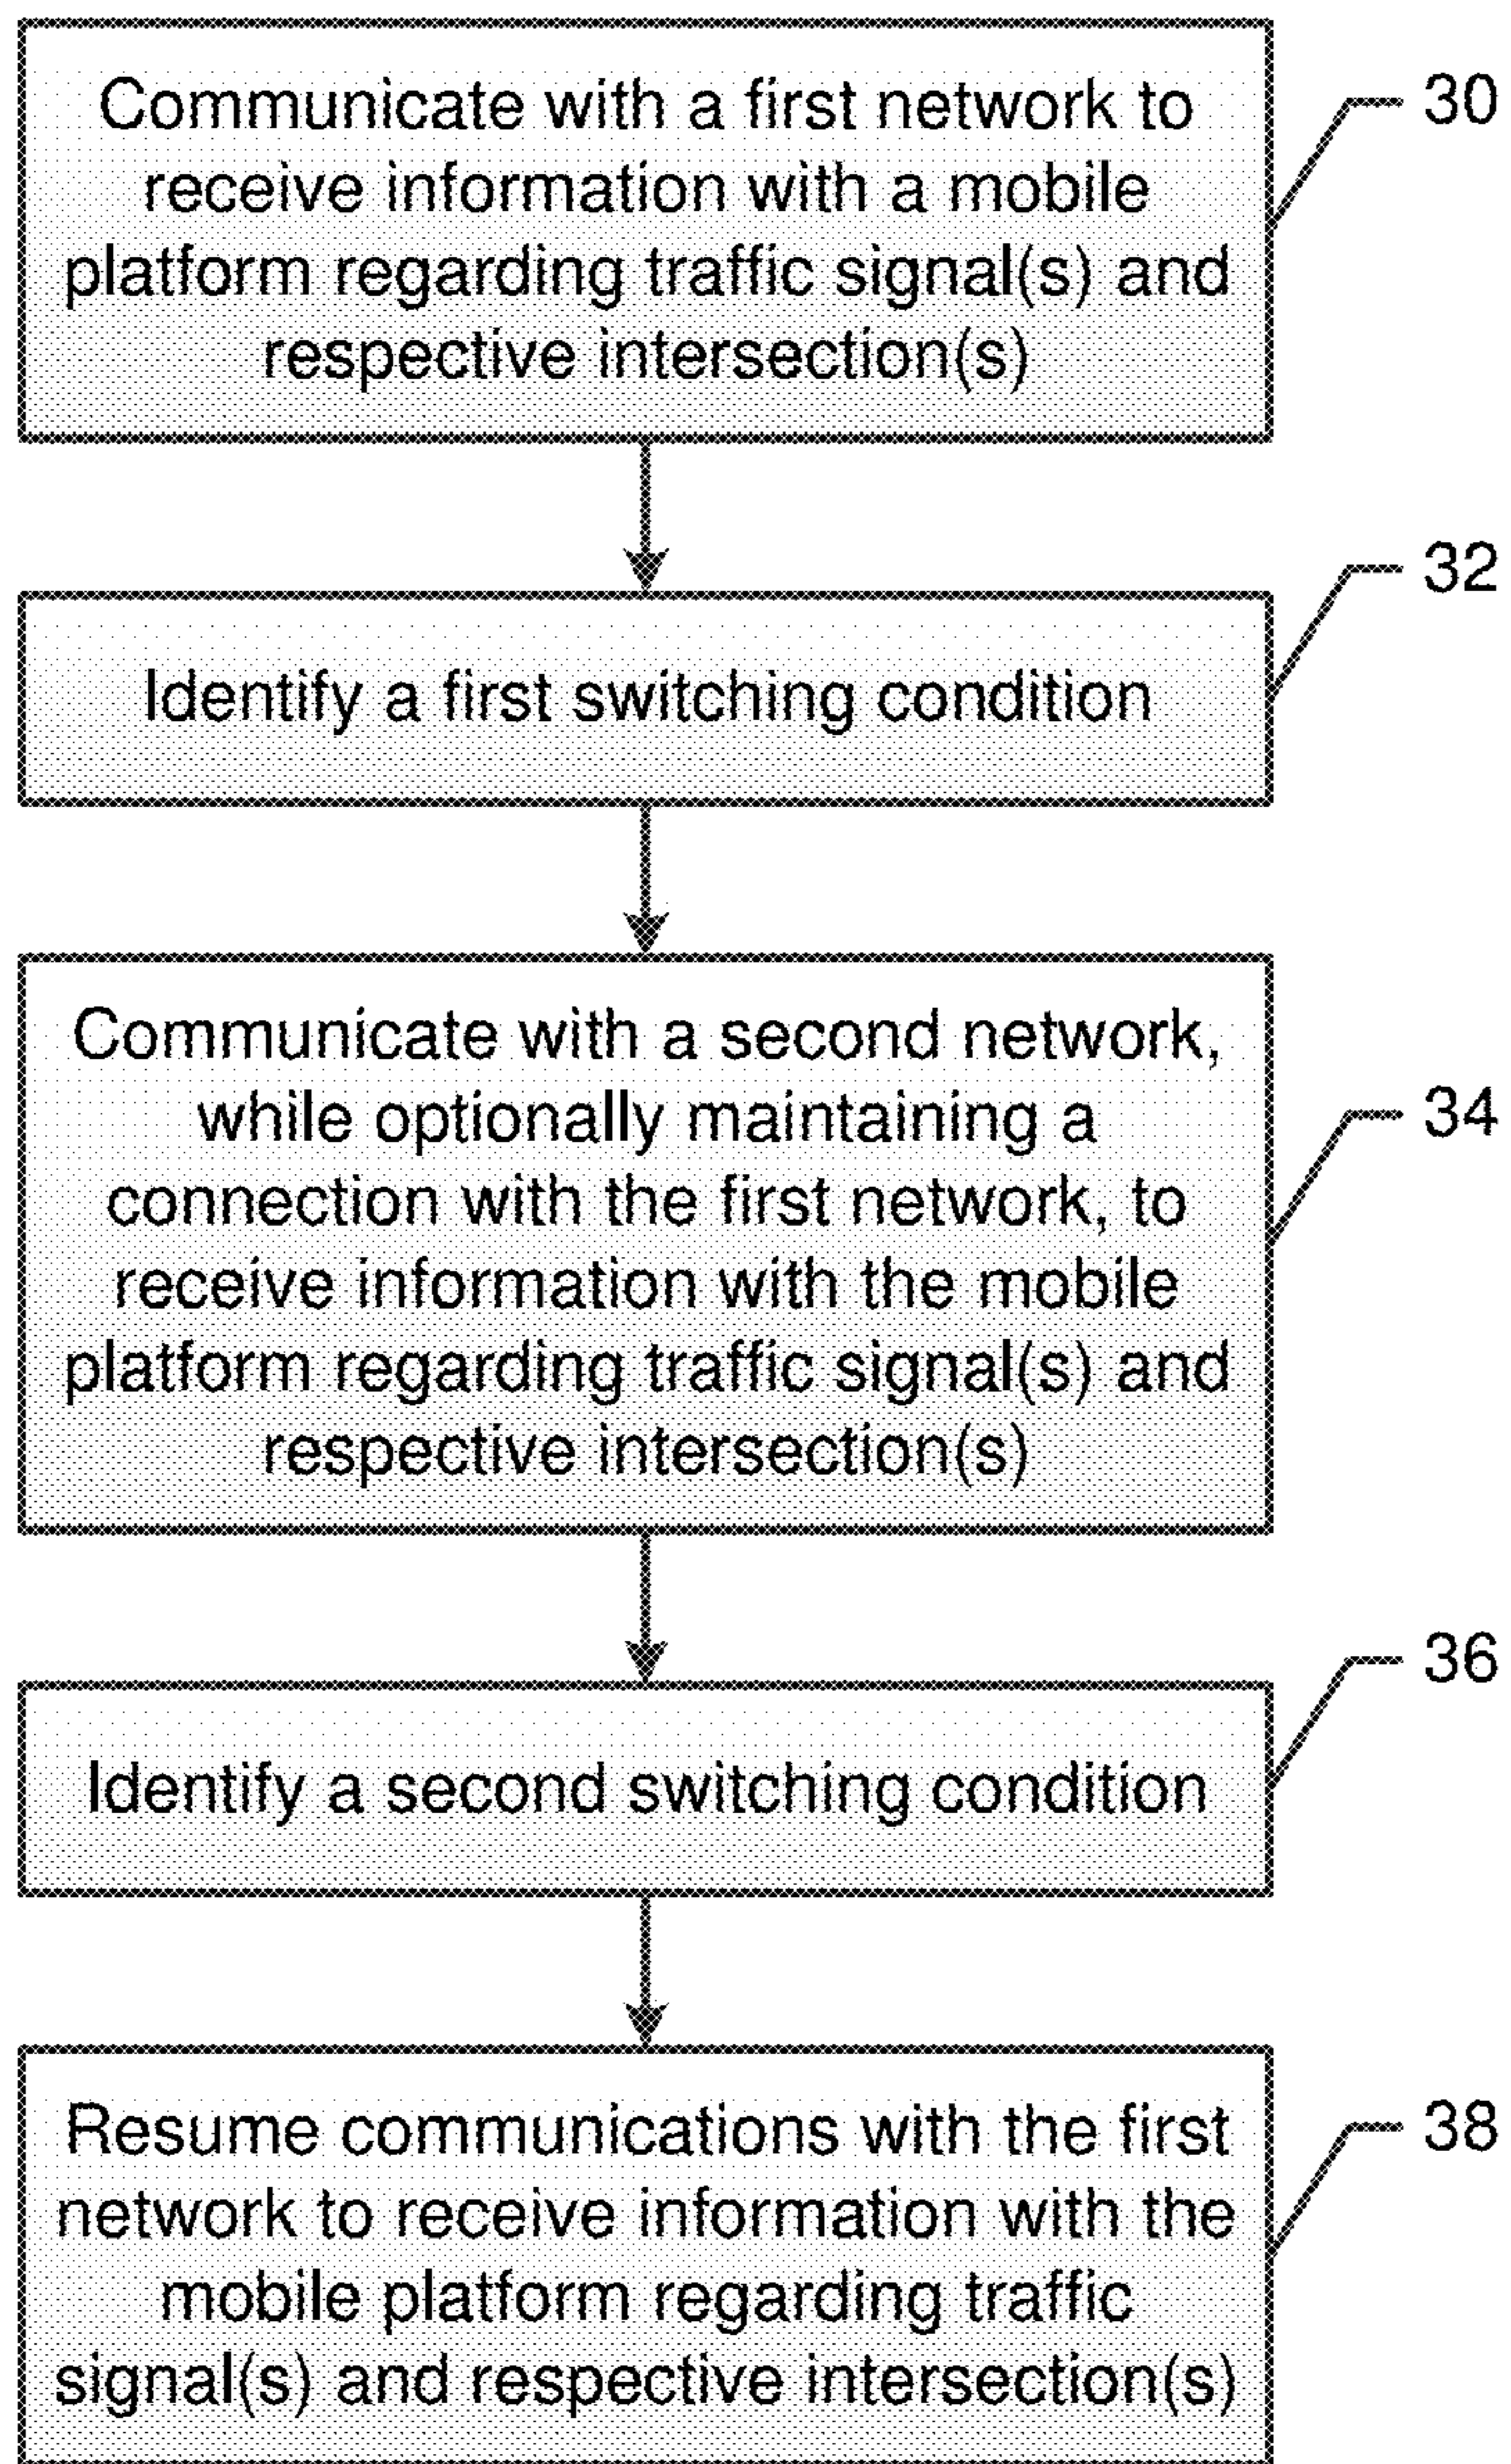 Communicate with a first network to
receive information with a mobile
platform regarding traffic signal(s) and
respective intersection(s)
30
Identify a first switching condition
32
Communicate with a second network,
while optionally maintaining a
connection with the first network, to
receive information with the mobile
platform regarding traffic signal(s) and
respective intersection(s)
34
Identify a second switching condition
36
Resume communications with the first
network to receive information with the
mobile platform regarding traffic
signal(s) and respective intersection(s)
38